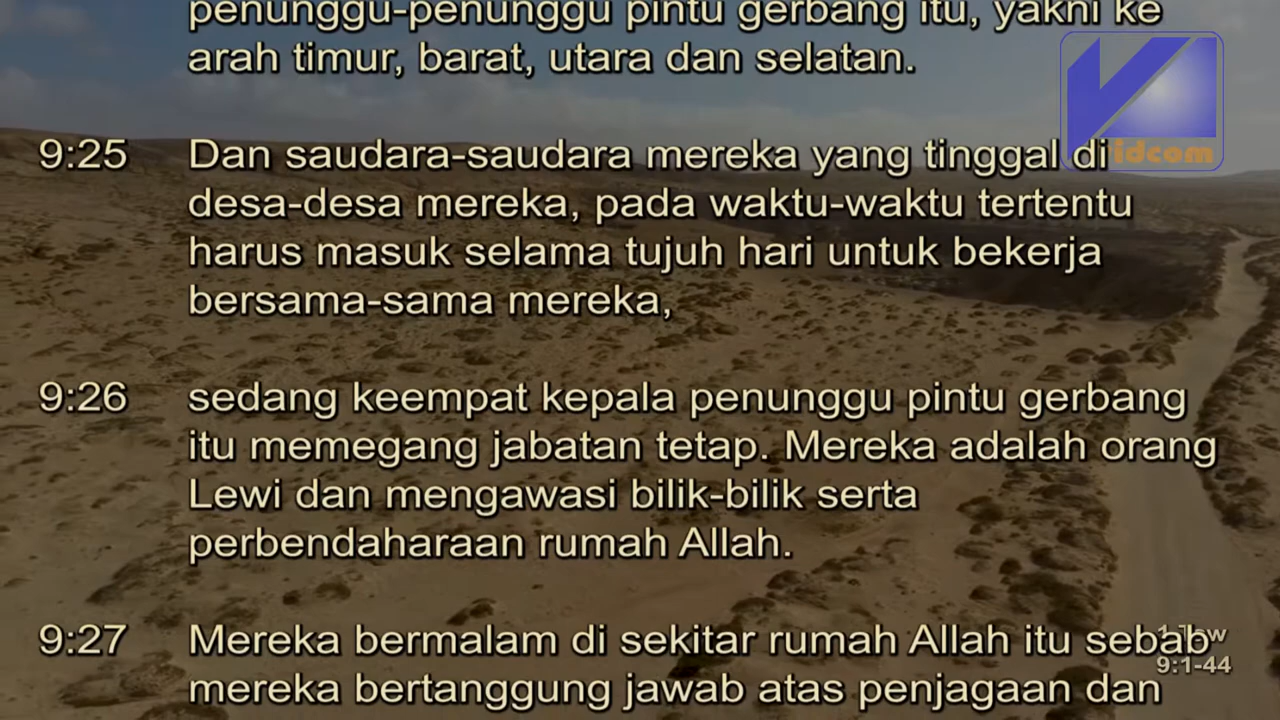 penunggu-penunggu pintu gerbang itu, yakni ke
arah timur, barat, utara dan selatan.
9:25 Dan saudara-saudara mereka yang tinggal di
desa-desa mereka, pada waktu-waktu tertentu
harus masuk selama tujuh hari untuk bekerja
bersama-sama mereka,
9:26 sedang keempat kepala penunggu pintu gerbang
itu memegang jabatan tetap. Mereka adalah orang
Lewi dan mengawasi bilik-bilik serta
perbendaharaan rumah Allah.
9:27 Mereka bermalam di sekitar rumah Allah itu sebab
mereka bertanggung jawab atas penjagaan dan
9:1-44